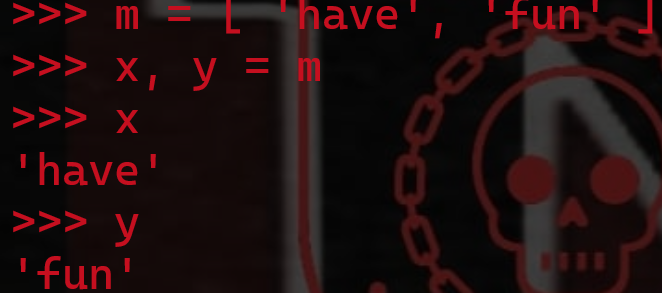 >>> m = [ 'have', 'fun' ]
>>> x, y = m
>>> x
'have'
>>> y
'fun'